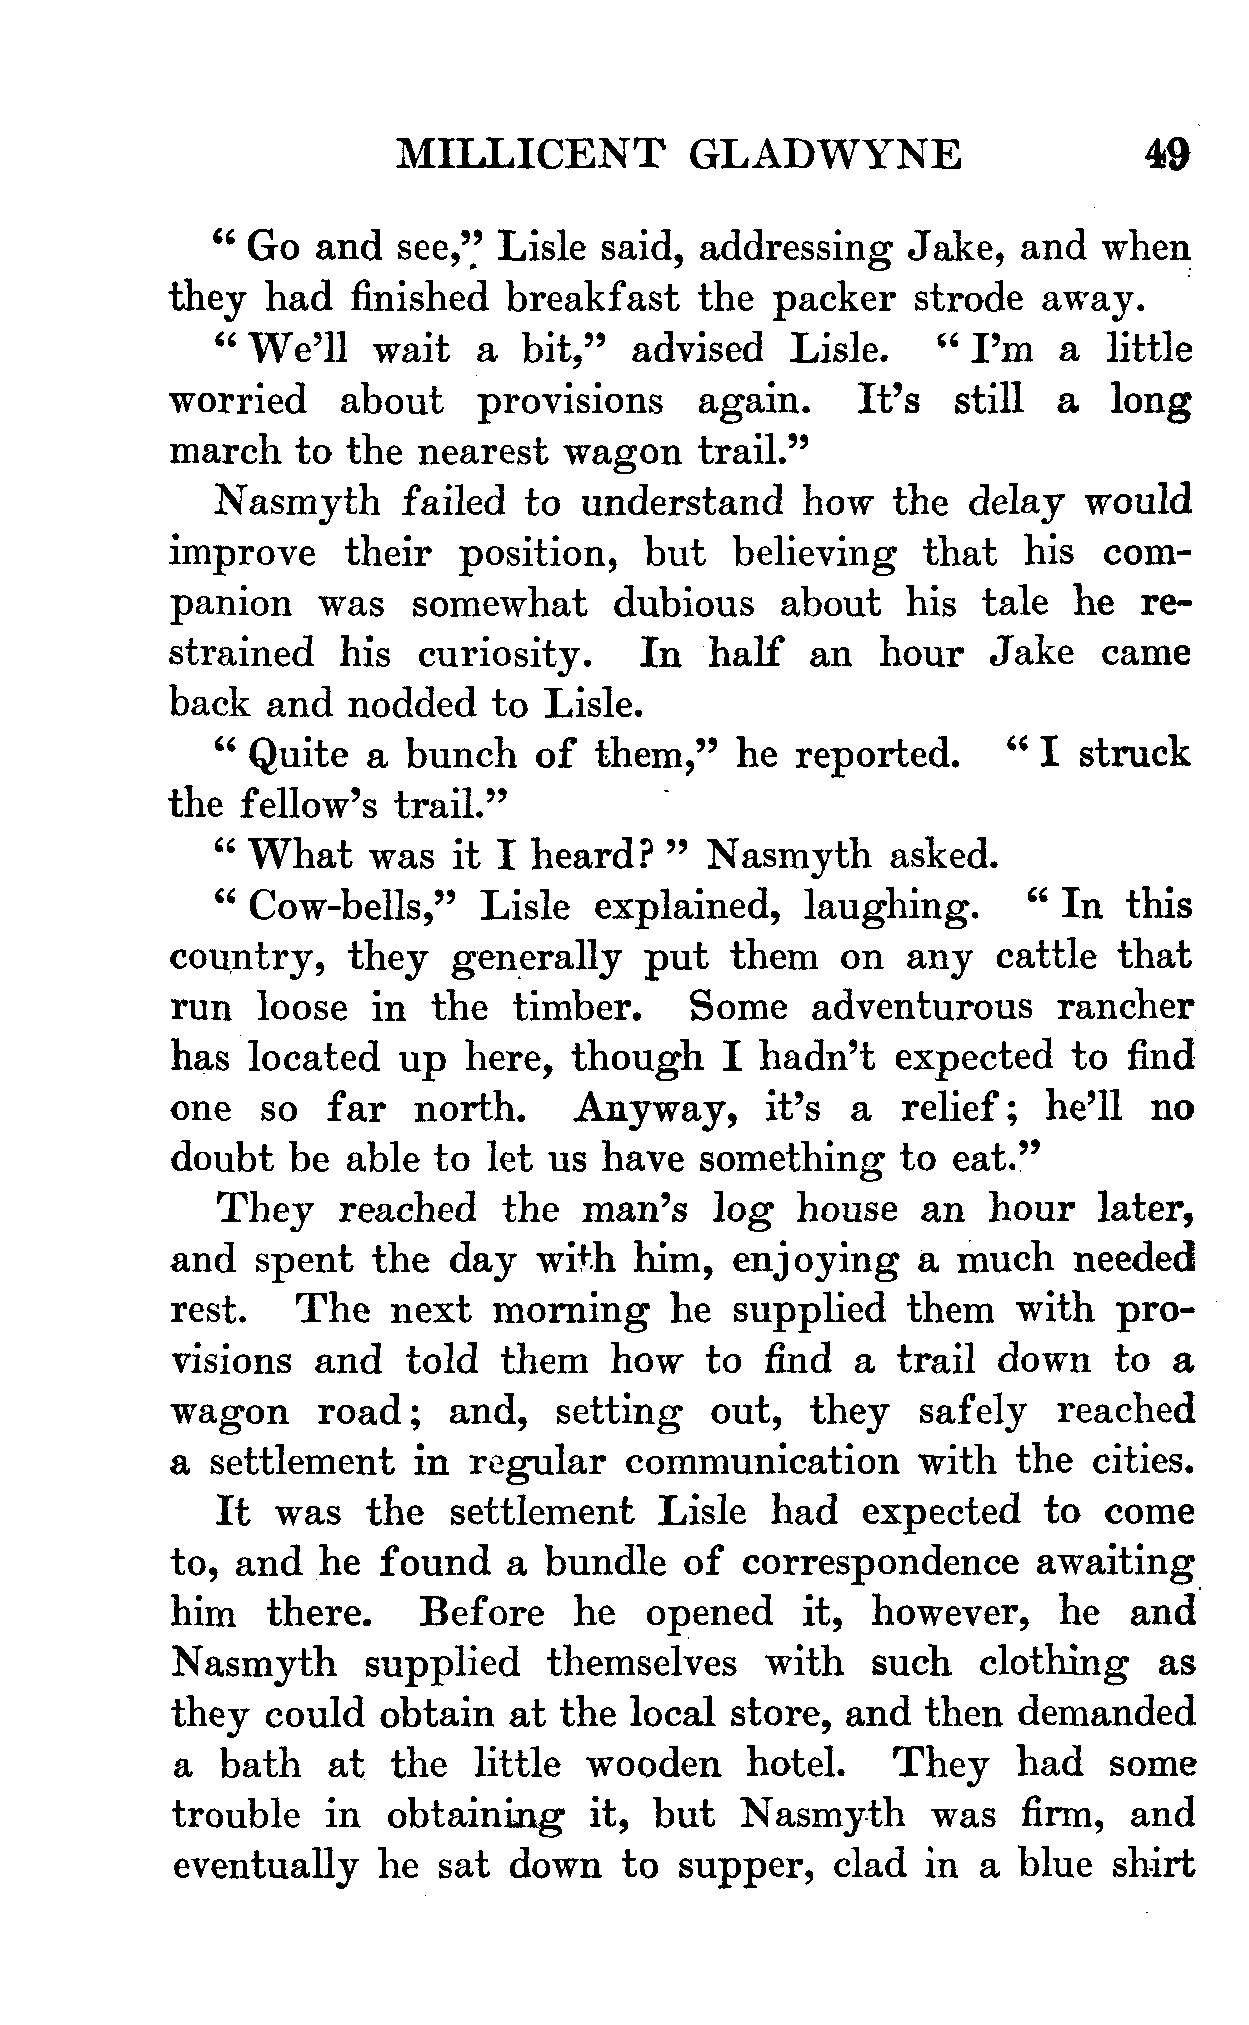 MILLICENT GLADWYNE 49
“ Go and see,” Lisle said, addressing Jake, and when
they had finished breakfast the packer strode away.
“ We’ll wait a bit,” advised Lisle. “ I’m a little
worried about provisions again. It’s still a long
march to the nearest wagon trail.”
Nasmyth failed to understand how the delay would
improve their position, but believing that his com-
panion was somewhat dubious about his tale he re-
strained his curiosity. In half an hour Jake came
back and nodded to Lisle.
“ Quite a bunch of them,” he reported. “ I struck
the fellow’s trail.”
“ What was it I heard? ” Nasmyth asked.
“ Cow-bells,” Lisle explained, laughing. “ In this
country, they generally put them on any cattle that
run loose in the timber. Some adventurous rancher
has located up here, though I hadn’t expected to find
one so far north. Anyway, it’s a relief; he’ll no
doubt be able to let us have something to eat.”
They reached the man’s log house an hour later,
and spent the day with him, enjoying a much needed
rest. The next morning he supplied them with pro-
visions and told them how to find a trail down to a
wagon road; and, setting out, they safely reached
a settlement in regular communication with the cities.
It was the settlement Lisle had expected to come
to, and he found a bundle of correspondence awaiting
him there. Before he opened it, however, he and
Nasmyth supplied themselves with such clothing as
they could obtain at the local store, and then demanded
a bath at the little wooden hotel. They had some
trouble in obtaining it, but Nasmyth was firm, and
eventually he sat down to supper, clad in a blue shirt